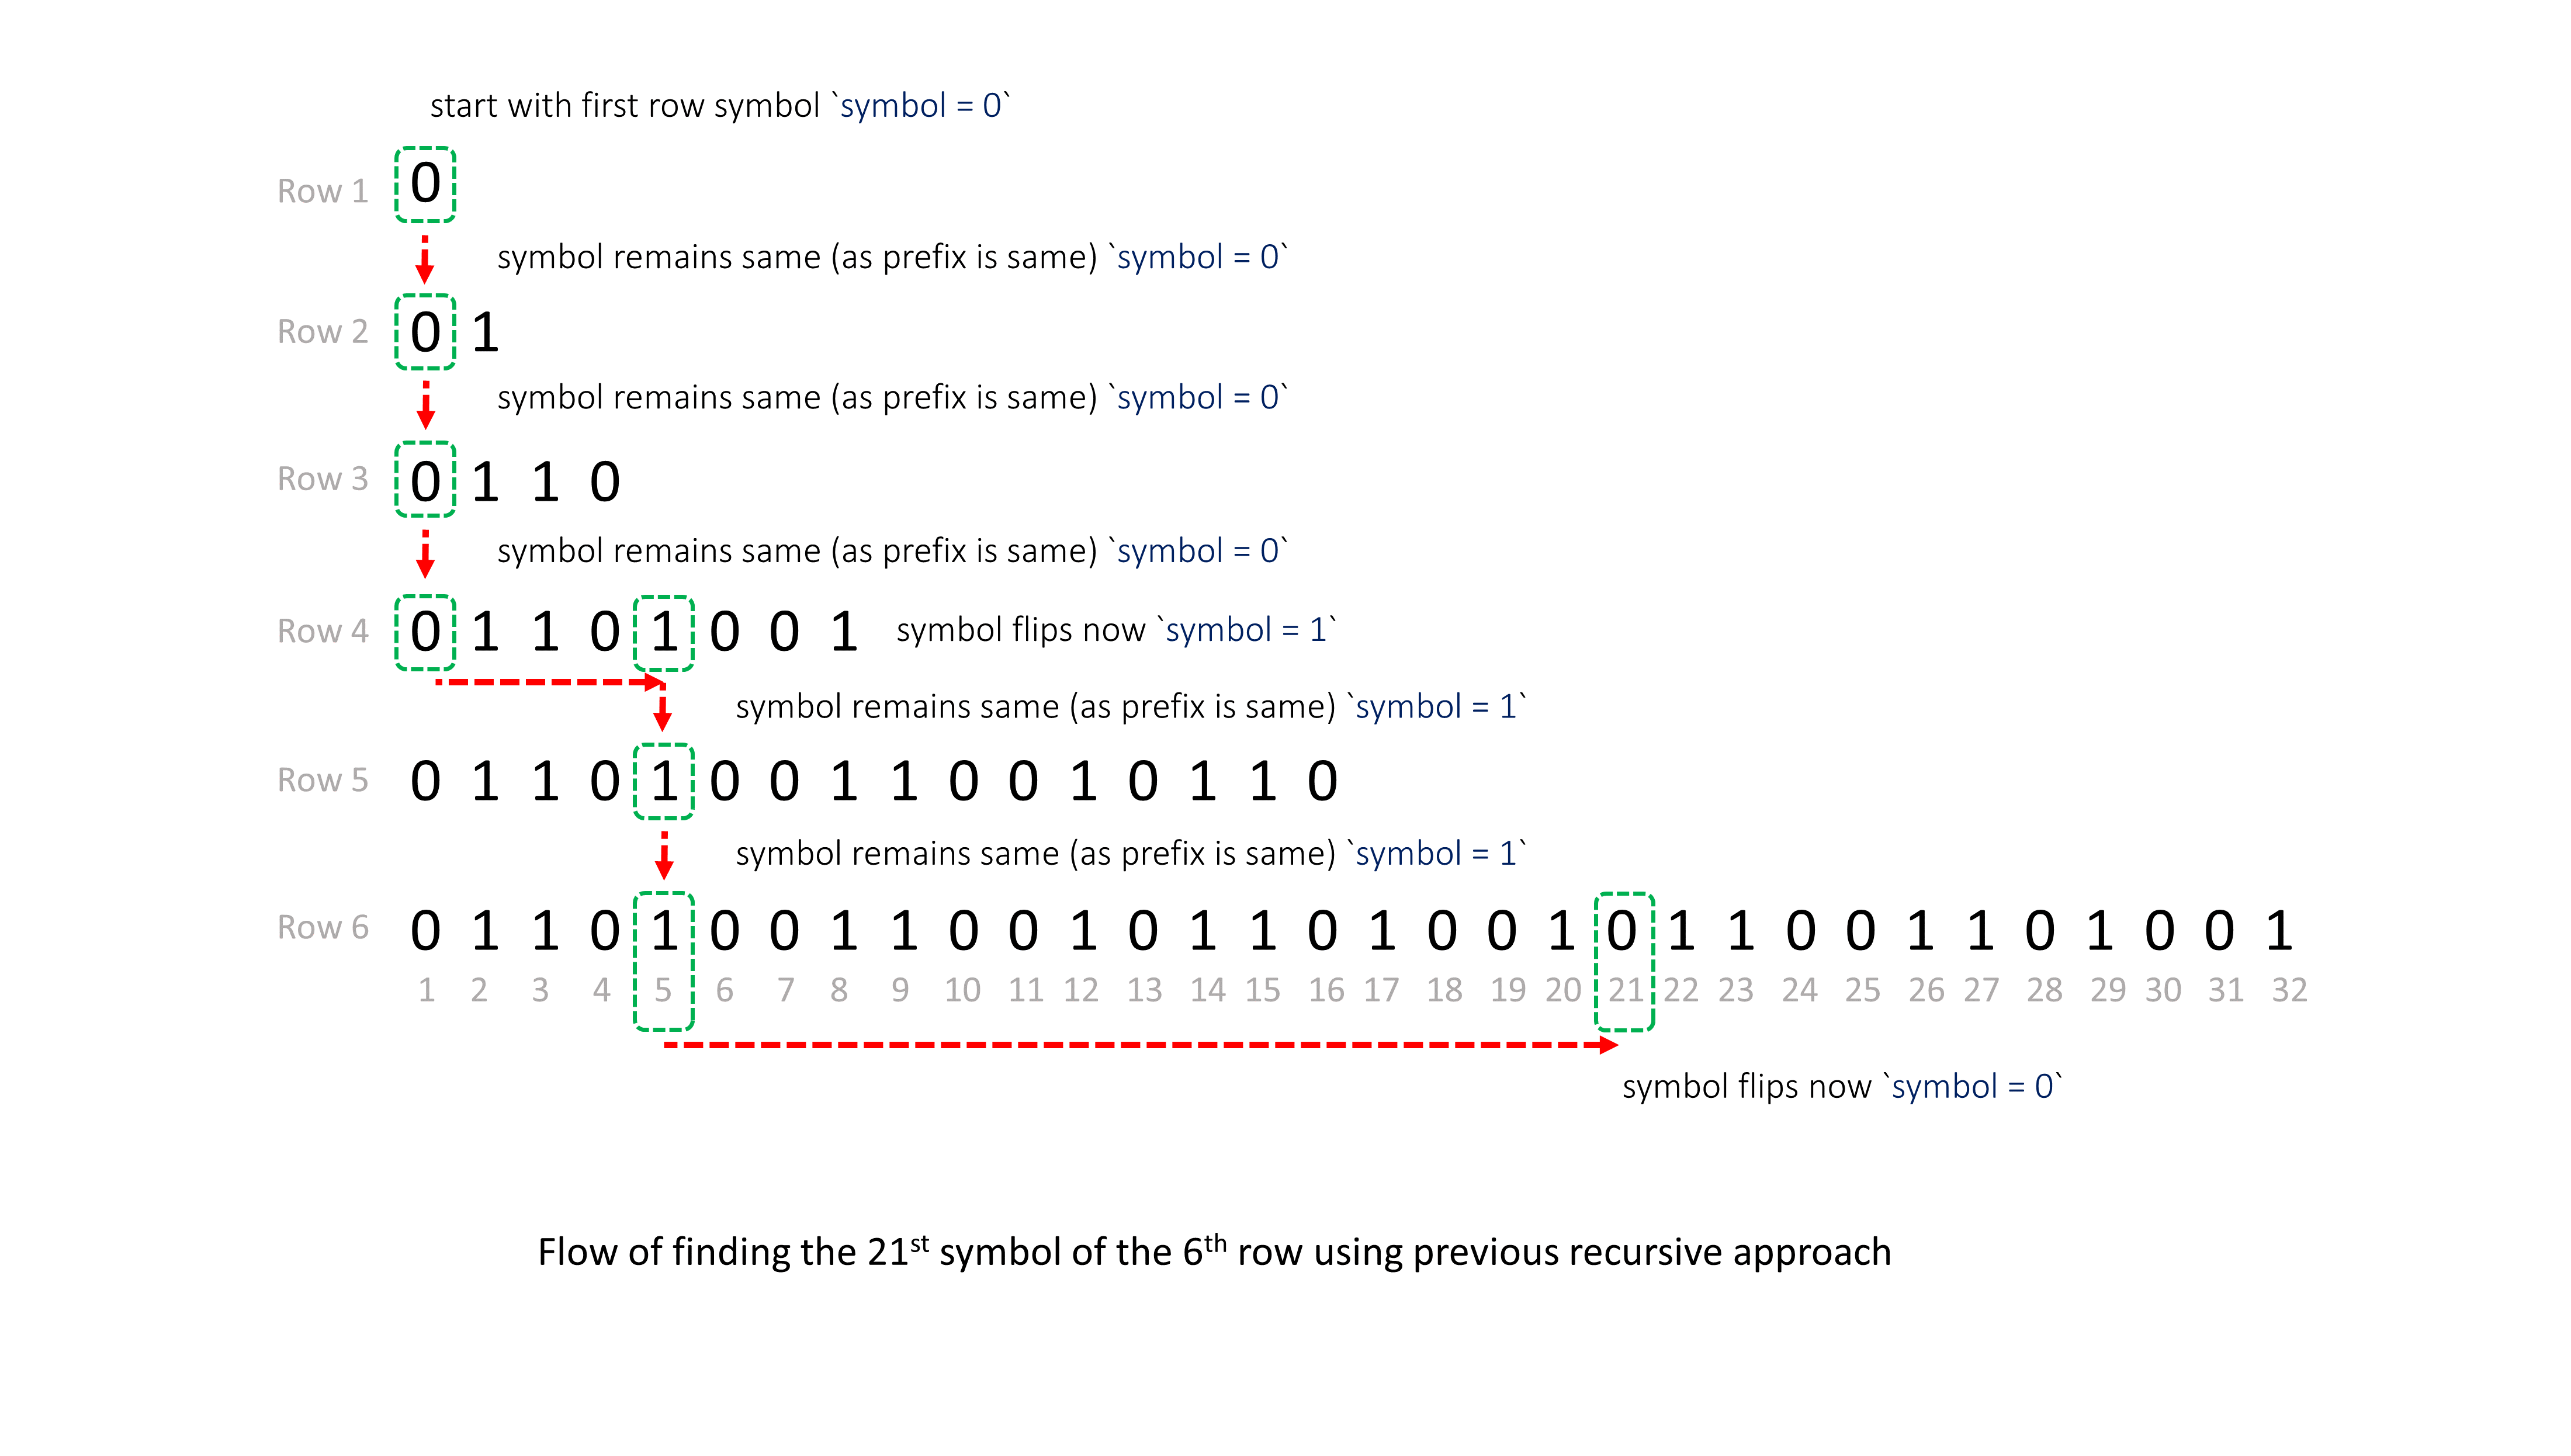 start with first row symbol `symbol = 0`
Row 1 0
symbol remains same (as prefix is same) `symbol = 0`
Row 2 0 1
symbol remains same (as prefix is same) `symbol = 0`
Row 3 0 1 1 0
symbol remains same (as prefix is same) `symbol = 0`
Row 4 0 1 1 0 1 0 0 1 symbol flips now `symbol = 1`
symbol remains same (as prefix is same) `symbol = 1`
Row 5 0 1 1 0 1 0 0 1 1 0 0 1 0 1 1 0
symbol remains same (as prefix is same) `symbol = 1`
Row 6 0 1 1 0 1 0 0 1 1 0 0 1 0 1 1 0 1 0 0 1 0 1 1 0 0 1 1 0 1 0 0 1
1 2 3 4 5 6 7 8 9 10 11 12 13 14 15 16 17 18 19 20 21 22 23 24 25 26 27 28 29 30 31 32
symbol flips now `symbol = 0`
Flow of finding the 21st symbol of the 6th row using previous recursive approach